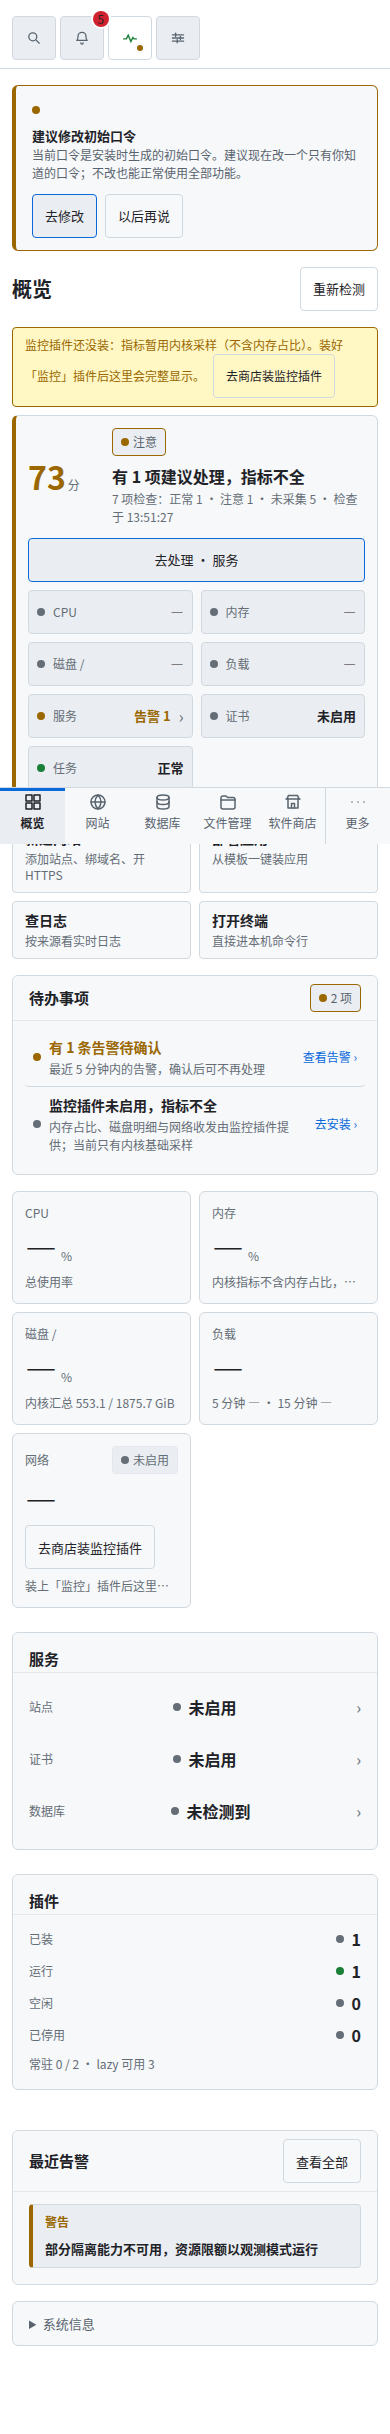 5
建议修改初始口令
当前口令是安装时生成的初始口令。建议现在改一个只有你知
道的口令；不改也能正常使用全部功能。
去修改
以后再说
概览
重新检测
监控插件还没装：指标暂用内核采样（不含内存占比）。装好
「监控」插件后这里会完整显示。
去商店装监控插件
73分
注意
有 1 项建议处理，指标不全
7 项检查：正常 1 · 注意 1 · 未采集 5 · 检查
于 13:51:27
去处理 · 服务
CPU —
内存 —
磁盘 / —
负载 —
服务 告警 1 ›
证书 未启用
任务 正常
概览
网站
数据库
文件管理
软件商店
更多
添加站点、绑域名、开
HTTPS
从模板一键装应用
查日志
按来源看实时日志
打开终端
直接进本机命令行
待办事项
2 项
有 1 条告警待确认
最近 5 分钟内的告警，确认后可不再处理
查看告警 ›
监控插件未启用，指标不全
内存占比、磁盘明细与网络收发由监控插件提
供；当前只有内核基础采样
去安装 ›
CPU
— %
总使用率
内存
— %
内核指标不含内存占比，…
磁盘 /
— %
内核汇总 553.1 / 1875.7 GiB
负载
—
5 分钟 — · 15 分钟 —
网络
未启用
—
去商店装监控插件
装上「监控」插件后这里…
服务
站点 未启用 ›
证书 未启用 ›
数据库 未检测到 ›
插件
已装 1
运行 1
空闲 0
已停用 0
常驻 0 / 2 · lazy 可用 3
最近告警
查看全部
警告
部分隔离能力不可用，资源限额以观测模式运行
▶ 系统信息